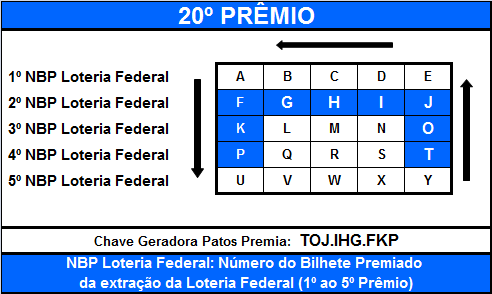 20º PRÊMIO
1º NBP Loteria Federal A B C D E
2º NBP Loteria Federal F G H I J
3º NBP Loteria Federal K L M N O
4º NBP Loteria Federal P Q R S T
5º NBP Loteria Federal U V W X Y
Chave Geradora Patos Premia: TOJ.IHG.FKP
NBP Loteria Federal: Número do Bilhete Premiado
da extração da Loteria Federal (1º ao 5º Prêmio)